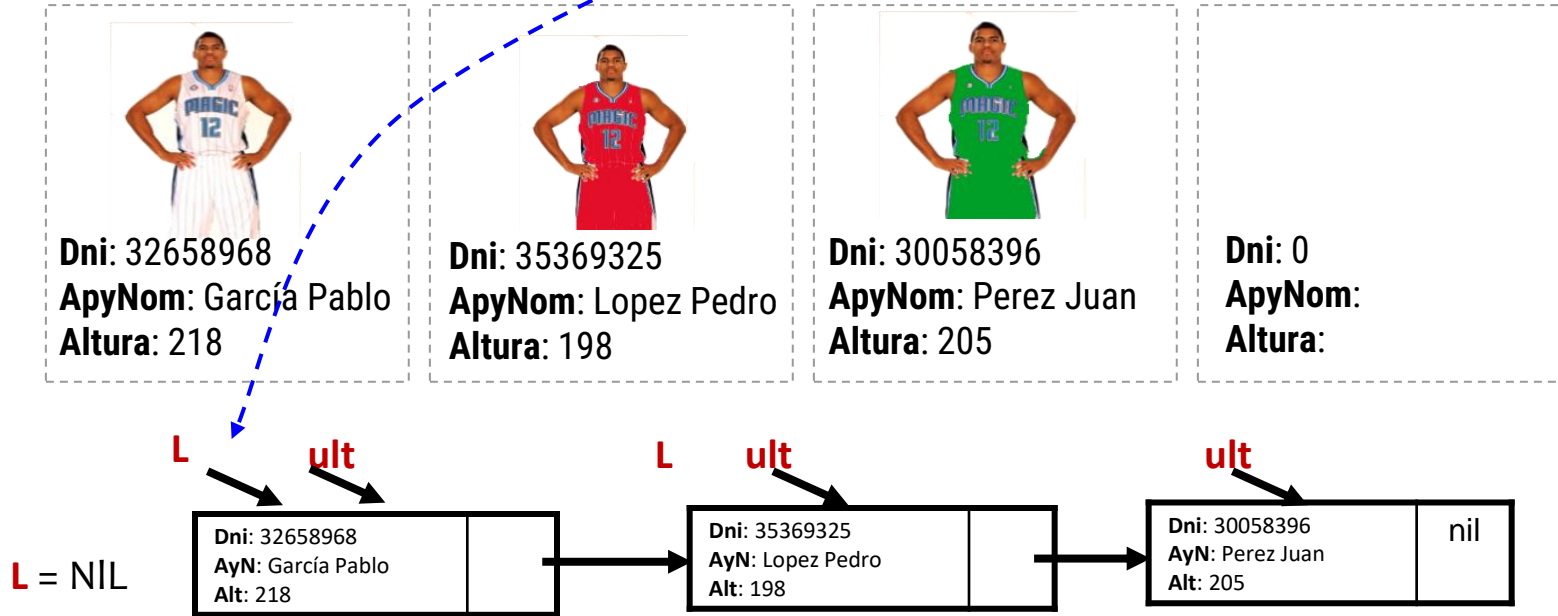 MAGIC
12
MAGIC
12
MAGIC
12
Dni: 32658968
ApyNom: García Pablo
Altura: 218
Dni: 35369325
ApyNom: Lopez Pedro
Altura: 198
Dni: 30058396
ApyNom: Perez Juan
Altura: 205
Dni: 0
ApyNom:
Altura:
L
ult
L
ult
ult
L = NIL
Dni: 32658968
AyN: García Pablo
Alt: 218
Dni: 35369325
AyN: Lopez Pedro
Alt: 198
Dni: 30058396
AyN: Perez Juan
Alt: 205
nil